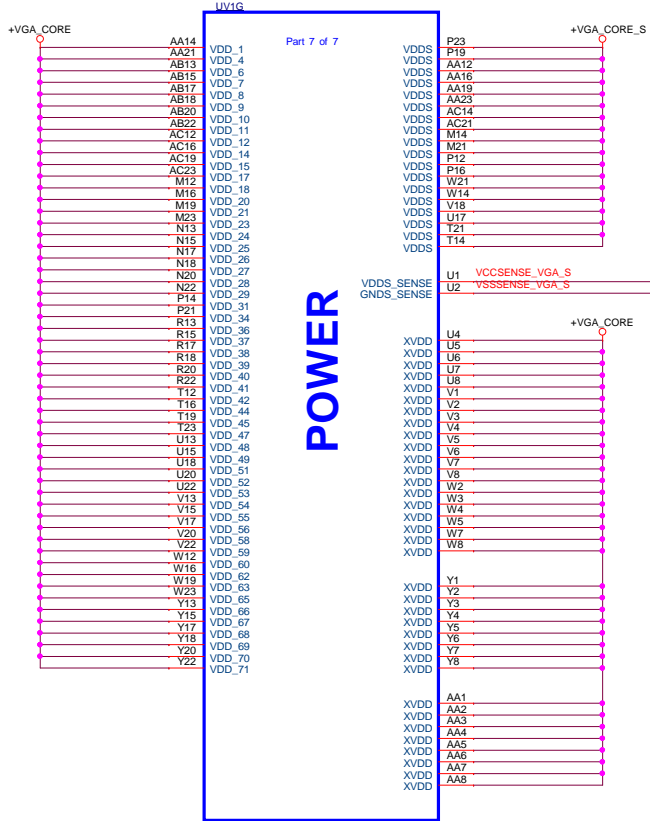 UV1G
+VGA_CORE +VGA_CORE_S
Part 7 of 7
AA14 VDD_1 VDDS P23
AA21 VDD_4 VDDS P19
AB13 VDD_6 VDDS AA12
AB15 VDD_7 VDDS AA16
AB17 VDD_8 VDDS AA19
AB18 VDD_9 VDDS AA23
AB20 VDD_10 VDDS AC14
AB22 VDD_11 VDDS AC21
AC12 VDD_12 VDDS M14
AC16 VDD_14 VDDS M21
AC19 VDD_15 VDDS P12
AC23 VDD_17 VDDS P16
M12 VDD_18 VDDS W21
M16 VDD_20 VDDS W14
M19 VDD_21 VDDS V18
M23 VDD_23 VDDS U17
N13 VDD_24 VDDS T21
N15 VDD_25 VDDS T14
N17 VDD_26
N18 VDD_27
N20 VDD_28 VDDS_SENSE U1 VCCSENSE_VGA_S
N22 VDD_29 GNDS_SENSE U2 VSSSENSE_VGA_S
P14 VDD_31
P21 VDD_34
R13 VDD_36 +VGA_CORE
R15 VDD_37 XVDD U4
R17 VDD_38 XVDD U5
R18 VDD_39 XVDD U6
R20 VDD_40 XVDD U7
R22 VDD_41 XVDD U8
T12 VDD_42 XVDD V1
T16 VDD_44 XVDD V2
T19 VDD_45 XVDD V3
T23 VDD_47 XVDD V4
U13 VDD_48 XVDD V5
U15 VDD_49 XVDD V6
U18 VDD_51 XVDD V7
U20 VDD_52 XVDD V8
U22 VDD_53 XVDD W2
V13 VDD_54 XVDD W3
V15 VDD_55 XVDD W4
V17 VDD_56 XVDD W5
V20 VDD_58 XVDD W7
V22 VDD_59 XVDD W8
W12 VDD_60
W16 VDD_62
W19 VDD_63 XVDD Y1
W23 VDD_65 XVDD Y2
Y13 VDD_66 XVDD Y3
Y15 VDD_67 XVDD Y4
Y17 VDD_68 XVDD Y5
Y18 VDD_69 XVDD Y6
Y20 VDD_70 XVDD Y7
Y22 VDD_71 XVDD Y8
XVDD AA1
XVDD AA2
XVDD AA3
XVDD AA4
XVDD AA5
XVDD AA6
XVDD AA7
XVDD AA8
POWER